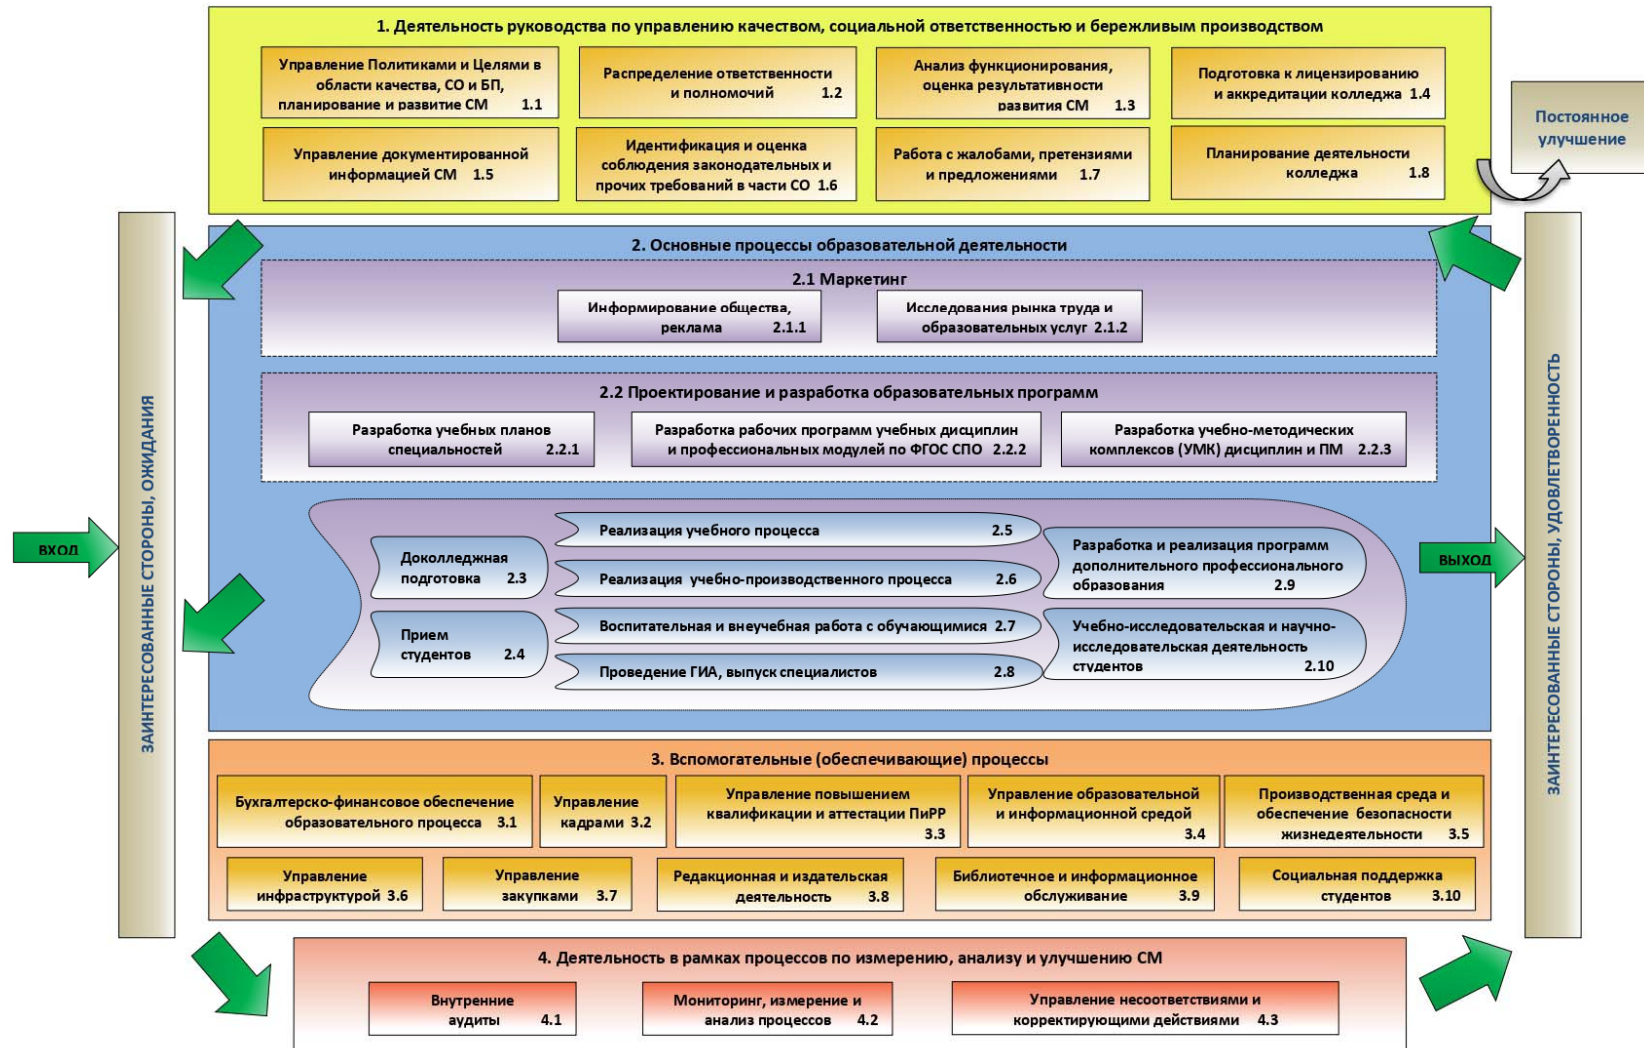 1. Деятельность руководства по управлению качеством, социальной ответственностью и бережливым производством
Управление Политиками и Целями в
области качества, СО и БП,
планирование и развитие СМ 1.1
Распределение ответственности
и полномочий 1.2
Анализ функционирования,
оценка результативности
развития СМ 1.3
Подготовка к лицензированию
и аккредитации колледжа 1.4
Управление документированной
информацией СМ 1.5
Идентификация и оценка
соблюдения законодательных и
прочих требований в части СО 1.6
Работа с жалобами, претензиями
и предложениями 1.7
Планирование деятельности
колледжа 1.8
Постоянное
улучшение
ЗАИНТЕРЕСОВАННЫЕ СТОРОНЫ, ОЖИДАНИЯ
ВХОД
2. Основные процессы образовательной деятельности
2.1 Маркетинг
Информирование общества,
реклама 2.1.1
Исследования рынка труда и
образовательных услуг 2.1.2
2.2 Проектирование и разработка образовательных программ
Разработка учебных планов
специальностей 2.2.1
Разработка рабочих программ учебных дисциплин
и профессиональных модулей по ФГОС СПО 2.2.2
Разработка учебно-методических
комплексов (УМК) дисциплин и ПМ 2.2.3
Доколледжная
подготовка 2.3
Прием
студентов 2.4
Реализация учебного процесса 2.5
Реализация учебно-производственного процесса 2.6
Воспитательная и внеучебная работа с обучающимися 2.7
Проведение ГИА, выпуск специалистов 2.8
Разработка и реализация программ
дополнительного профессионального
образования 2.9
Учебно-исследовательская и научно-
исследовательская деятельность
студентов 2.10
ВЫХОД
ЗАИНТЕРЕСОВАННЫЕ СТОРОНЫ, УДОВЛЕТВОРЕННОСТЬ
3. Вспомогательные (обеспечивающие) процессы
Бухгалтерско-финансовое обеспечение
образовательного процесса 3.1
Управление
кадрами 3.2
Управление повышением
квалификации и аттестации ПиРР
3.3
Управление образовательной
и информационной средой
3.4
Производственная среда и
обеспечение безопасности
жизнедеятельности 3.5
Управление
инфраструктурой 3.6
Управление
закупками 3.7
Редакционная и издательская
деятельность 3.8
Библиотечное и информационное
обслуживание 3.9
Социальная поддержка
студентов 3.10
4. Деятельность в рамках процессов по измерению, анализу и улучшению СМ
Внутренние
аудиты 4.1
Мониторинг, измерение и
анализ процессов 4.2
Управление несоответствиями и
корректирующими действиями 4.3